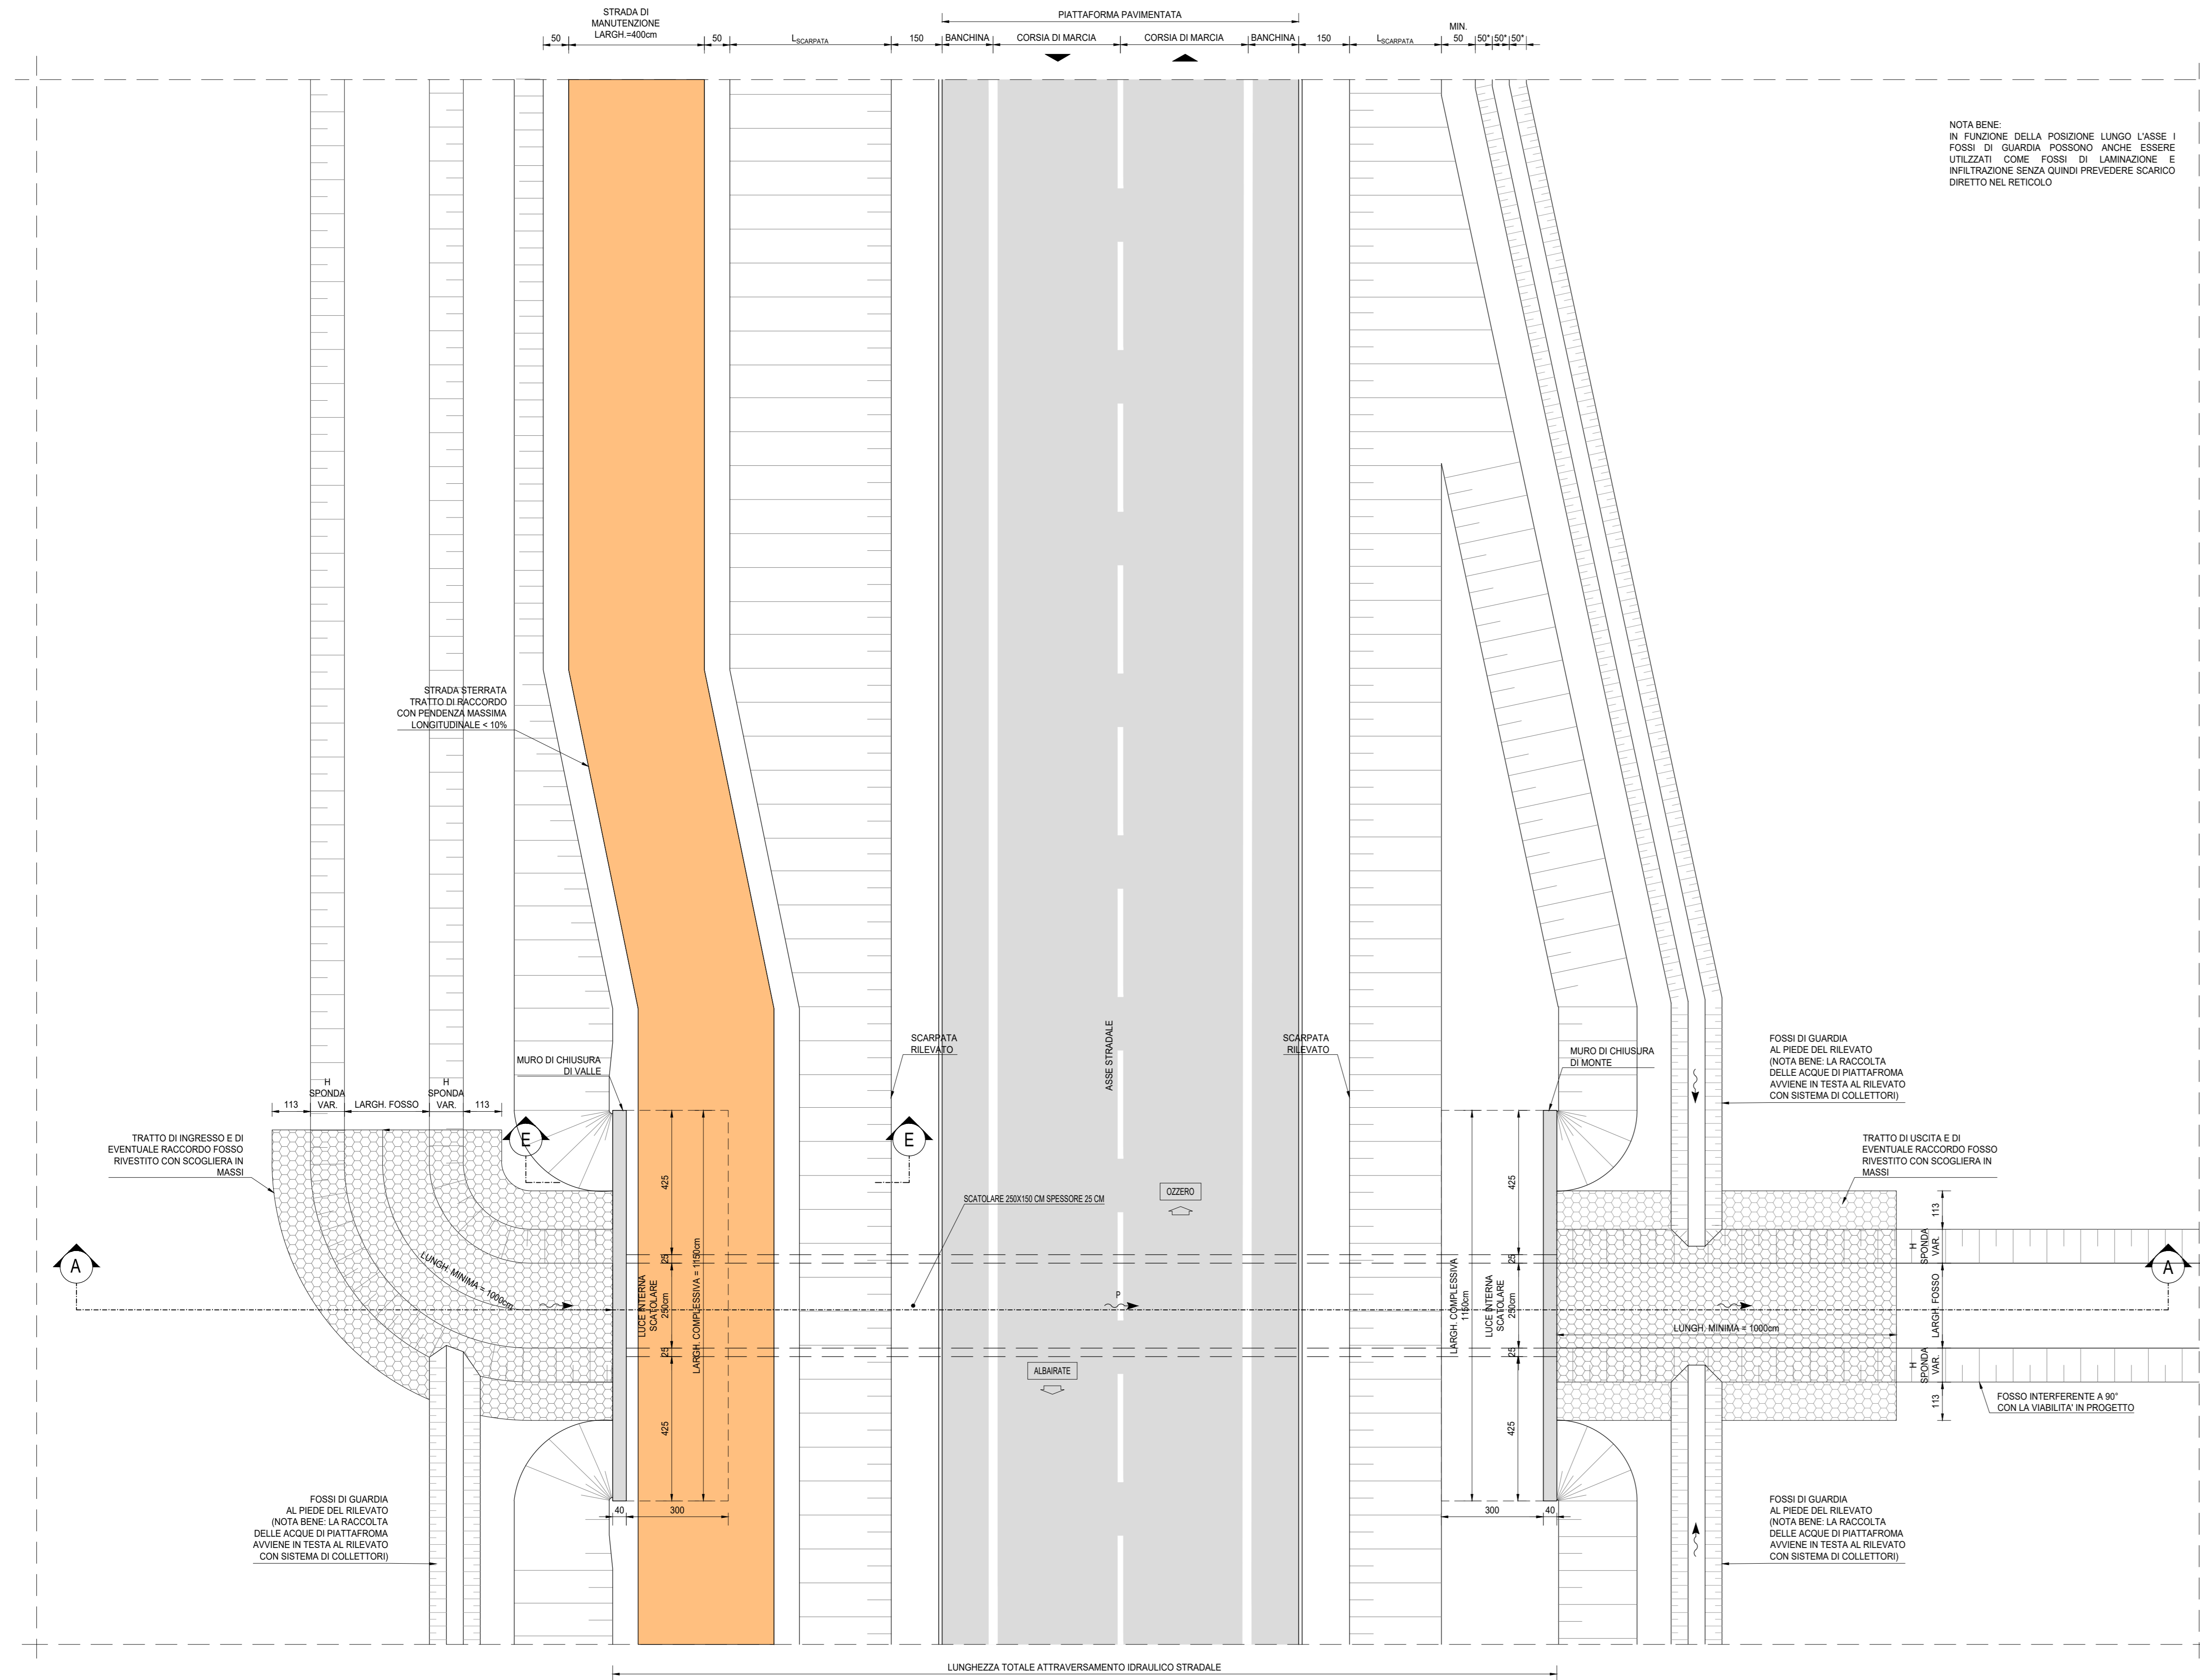 STRADA DI
MANUTENZIONE
LARGH.=400cm
PIATTAFORMA PAVIMENTATA
50
50
LSCARPATA
150
BANCHINA
CORSIA DI MARCIA
CORSIA DI MARCIA
BANCHINA
150
LSCARPATA
MIN.
50
50*
50*
50*
NOTA BENE:
IN FUNZIONE DELLA POSIZIONE LUNGO L'ASSE I
FOSSI DI GUARDIA POSSONO ANCHE ESSERE
UTILZZATI COME FOSSI DI LAMINAZIONE E
INFILTRAZIONE SENZA QUINDI PREVEDERE SCARICO
DIRETTO NEL RETICOLO
STRADA STERRATA
TRATTO DI RACCORDO
CON PENDENZA MASSIMA
LONGITUDINALE < 10%
MURO DI CHIUSURA
DI VALLE
SCARPATA
RILEVATO
ASSE STRADALE
SCARPATA
RILEVATO
MURO DI CHIUSURA
DI MONTE
FOSSI DI GUARDIA
AL PIEDE DEL RILEVATO
(NOTA BENE: LA RACCOLTA
DELLE ACQUE DI PIATTAFROMA
AVVIENE IN TESTA AL RILEVATO
CON SISTEMA DI COLLETTORI)
113
H
SPONDA
VAR.
LARGH. FOSSO
H
SPONDA
VAR.
113
TRATTO DI INGRESSO E DI
EVENTUALE RACCORDO FOSSO
RIVESTITO CON SCOGLIERA IN
MASSI
E
E
TRATTO DI USCITA E DI
EVENTUALE RACCORDO FOSSO
RIVESTITO CON SCOGLIERA IN
MASSI
425
25
LUCE INTERNA
SCATOLARE
250cm
25
425
LARGH. COMPLESSIVA = 1150cm
SCATOLARE 250X150 CM SPESSORE 25 CM
OZZERO
P
ALBAIRATE
LARGH. COMPLESSIVA
1150cm
425
25
LUCE INTERNA
SCATOLARE
250cm
25
425
A
LUNGH. MINIMA = 1000cm
LUNGH. MINIMA = 1000cm
113
H
SPONDA
VAR.
LARGH. FOSSO
H
SPONDA
VAR.
113
A
FOSSO INTERFERENTE A 90°
CON LA VIABILITA' IN PROGETTO
FOSSI DI GUARDIA
AL PIEDE DEL RILEVATO
(NOTA BENE: LA RACCOLTA
DELLE ACQUE DI PIATTAFROMA
AVVIENE IN TESTA AL RILEVATO
CON SISTEMA DI COLLETTORI)
40
300
300
40
FOSSI DI GUARDIA
AL PIEDE DEL RILEVATO
(NOTA BENE: LA RACCOLTA
DELLE ACQUE DI PIATTAFROMA
AVVIENE IN TESTA AL RILEVATO
CON SISTEMA DI COLLETTORI)
LUNGHEZZA TOTALE ATTRAVERSAMENTO IDRAULICO STRADALE